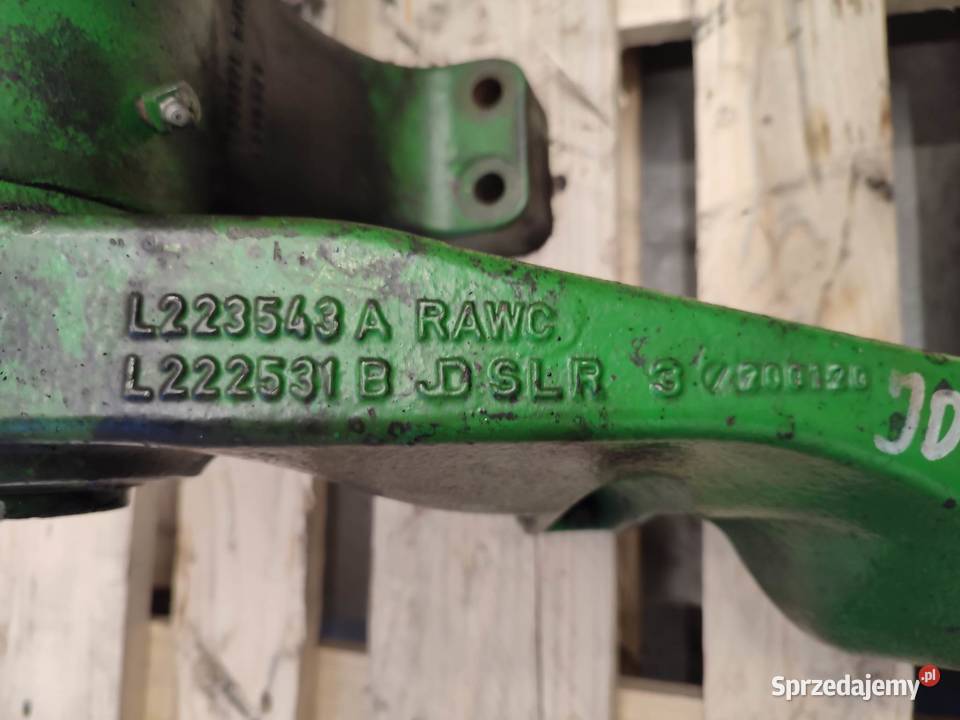 L223543 A RAWC
L222531 B JD SLR 3
JD
Sprzedajemy.pl